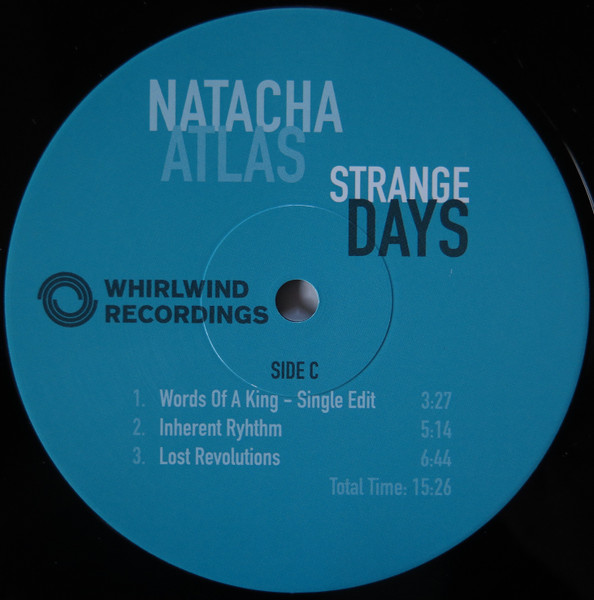 NATACHA
ATLAS
STRANGE
DAYS
WHIRLWIND
RECORDINGS
SIDE C
1. Words Of A King – Single Edit 3:27
2. Inherent Ryhthm 5:14
3. Lost Revolutions 6:44
Total Time: 15:26